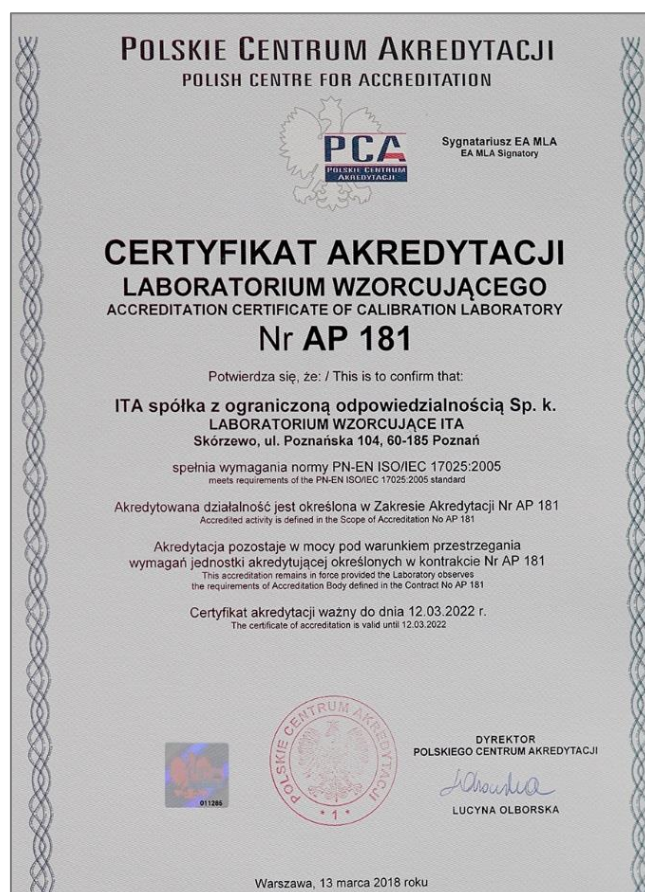 POLSKIE CENTRUM AKREDYTACJI
POLISH CENTRE FOR ACCREDITATION
PCA
POLSKIE CENTRUM
AKREDYTACJI
Sygnatariusz EA MLA
EA MLA Signatory
CERTYFIKAT AKREDYTACJI
LABORATORIUM WZORCUJĄCEGO
ACCREDITATION CERTIFICATE OF CALIBRATION LABORATORY
Nr AP 181
Potwierdza się, że: / This is to confirm that:
ITA spółka z ograniczoną odpowiedzialnością Sp. k.
LABORATORIUM WZORCUJĄCE ITA
Skórzewo, ul. Poznańska 104, 60-185 Poznań
spełnia wymagania normy PN-EN ISO/IEC 17025:2005
meets requirements of the PN-EN ISO/IEC 17025:2005 standard
Akredytowana działalność jest określona w Zakresie Akredytacji Nr AP 181
Accredited activity is defined in the Scope of Accreditation No AP 181
Akredytacja pozostaje w mocy pod warunkiem przestrzegania
wymagań jednostki akredytującej określonych w kontrakcie Nr AP 181
This accreditation remains in force provided the Laboratory observes
the requirements of Accreditation Body defined in the Contract No AP 181
Certyfikat akredytacji ważny do dnia 12.03.2022 r.
The certificate of accreditation is valid until 12.03.2022
011285
POLSKIE CENTRUM AKREDYTACJI
* 1 *
DYREKTOR
POLSKIEGO CENTRUM AKREDYTACJI
LUCYNA OLBORSKA
Warszawa, 13 marca 2018 roku